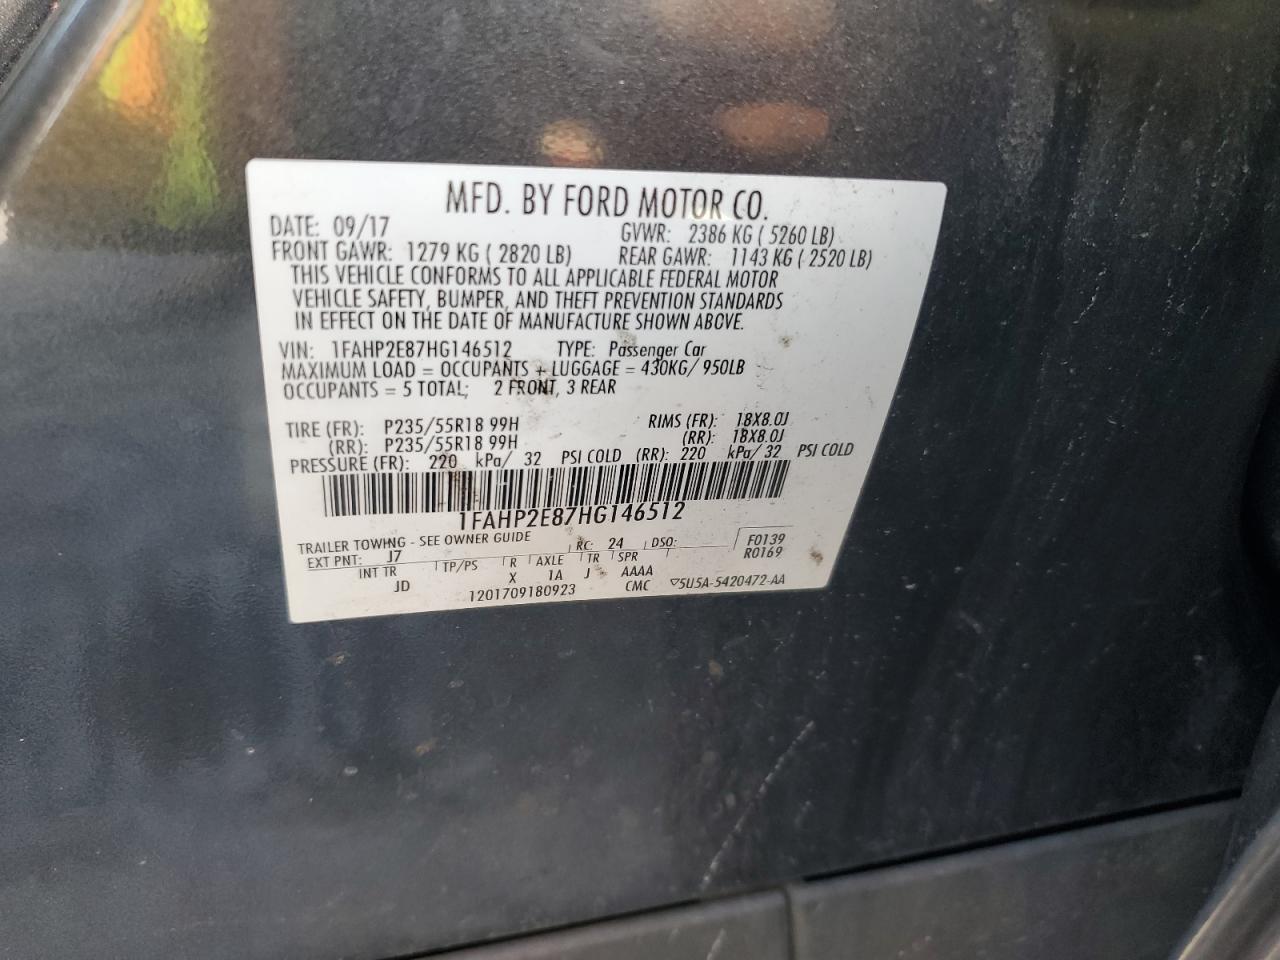 MFD. BY FORD MOTOR CO.
DATE: 09/17 GVWR: 2386 KG ( 5260 LB)
FRONT GAWR: 1279 KG ( 2820 LB) REAR GAWR: 1143 KG ( 2520 LB)
THIS VEHICLE CONFORMS TO ALL APPLICABLE FEDERAL MOTOR
VEHICLE SAFETY, BUMPER, AND THEFT PREVENTION STANDARDS
IN EFFECT ON THE DATE OF MANUFACTURE SHOWN ABOVE.
VIN: 1FAHP2E87HG146512 TYPE: Passenger Car
MAXIMUM LOAD = OCCUPANTS + LUGGAGE = 430KG/ 950LB
OCCUPANTS = 5 TOTAL; 2 FRONT, 3 REAR
TIRE (FR): P235/55R18 99H RIMS (FR): 18X8.0J
(RR): P235/55R18 99H (RR): 18X8.0J
PRESSURE (FR): 220 kPa/ 32 PSI COLD (RR): 220 kPa/ 32 PSI COLD
1FAHP2E87HG146512
TRAILER TOWING - SEE OWNER GUIDE RC: 24 DSO: F0139
EXT PNT: J7 R0169
INT TR TP/PS R AXLE TR SPR
JD X 1A J AAAA
1201709180923 CMC ▽5U5A-5420472-AA